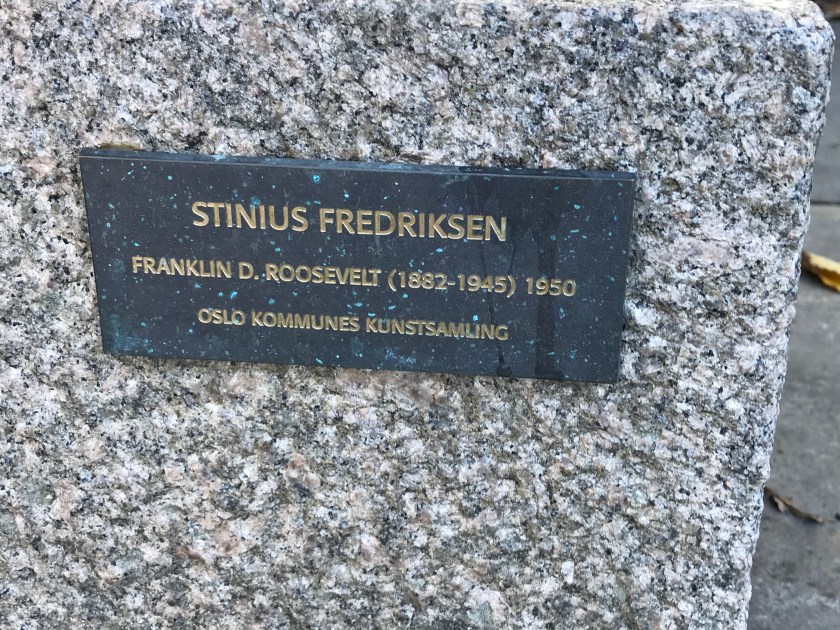 STINIUS FREDRIKSEN
FRANKLIN D. ROOSEVELT (1882-1945) 1950
OSLO KOMMUNES KUNSTSAMLING